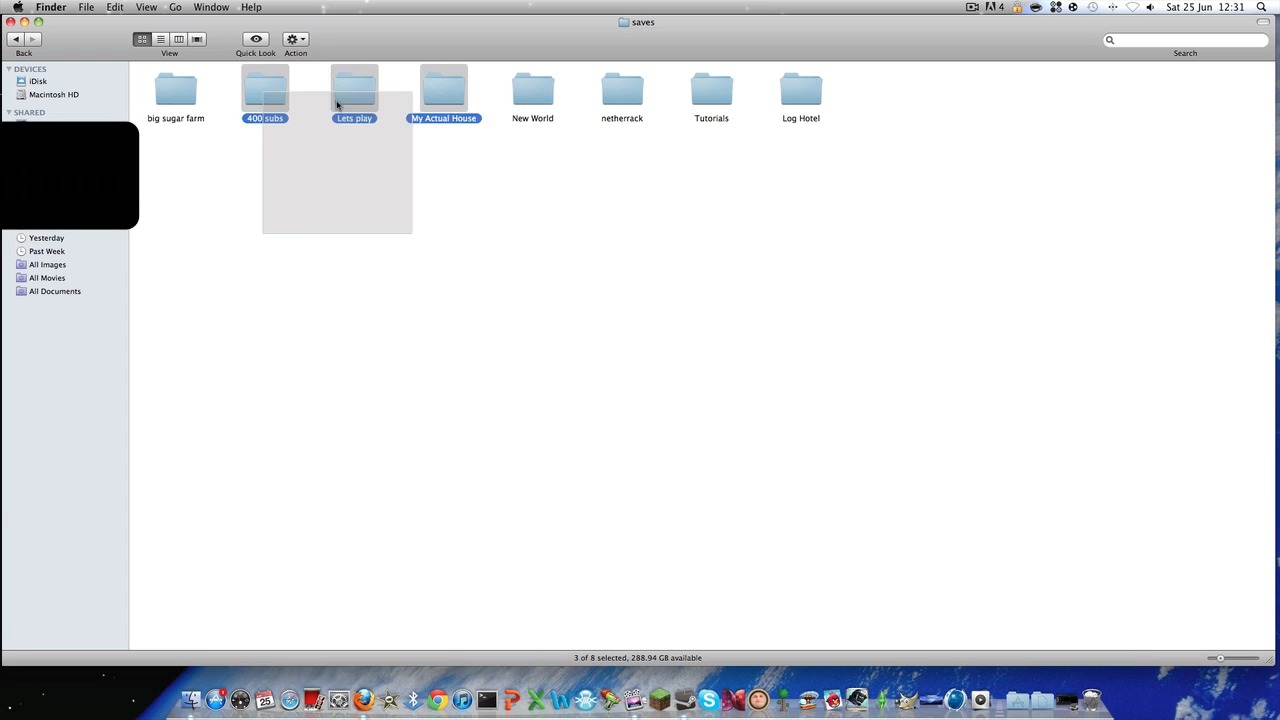 Finder File Edit View Go Window Help
4 Sat 25 Jun 12:31
saves
Back View Quick Look Action Search
DEVICES
iDisk
Macintosh HD
SHARED
Yesterday
Past Week
All Images
All Movies
All Documents
big sugar farm 400 subs Lets play My Actual House New World netherrack Tutorials Log Hotel
3 of 8 selected, 288.94 GB available
25